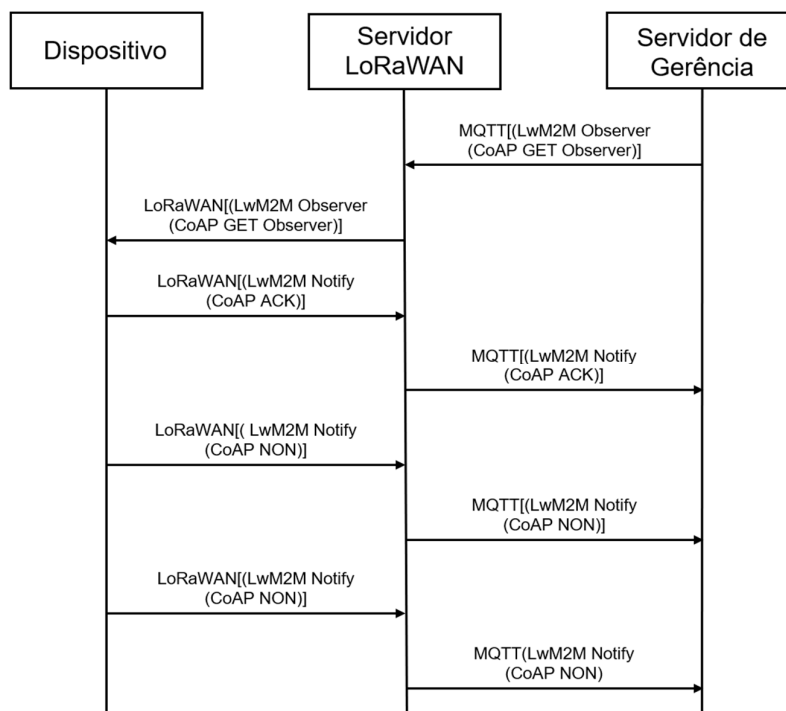 Dispositivo
Servidor
LoRaWAN
Servidor de
Gerência
MQTT[(LwM2M Observer
(CoAP GET Observer)]
LoRaWAN[(LwM2M Observer
(CoAP GET Observer)]
LoRaWAN[(LwM2M Notify
(CoAP ACK)]
MQTT[(LwM2M Notify
(CoAP ACK)]
LoRaWAN[( LwM2M Notify
(CoAP NON)]
MQTT[(LwM2M Notify
(CoAP NON)]
LoRaWAN[(LwM2M Notify
(CoAP NON)]
MQTT(LwM2M Notify
(CoAP NON)